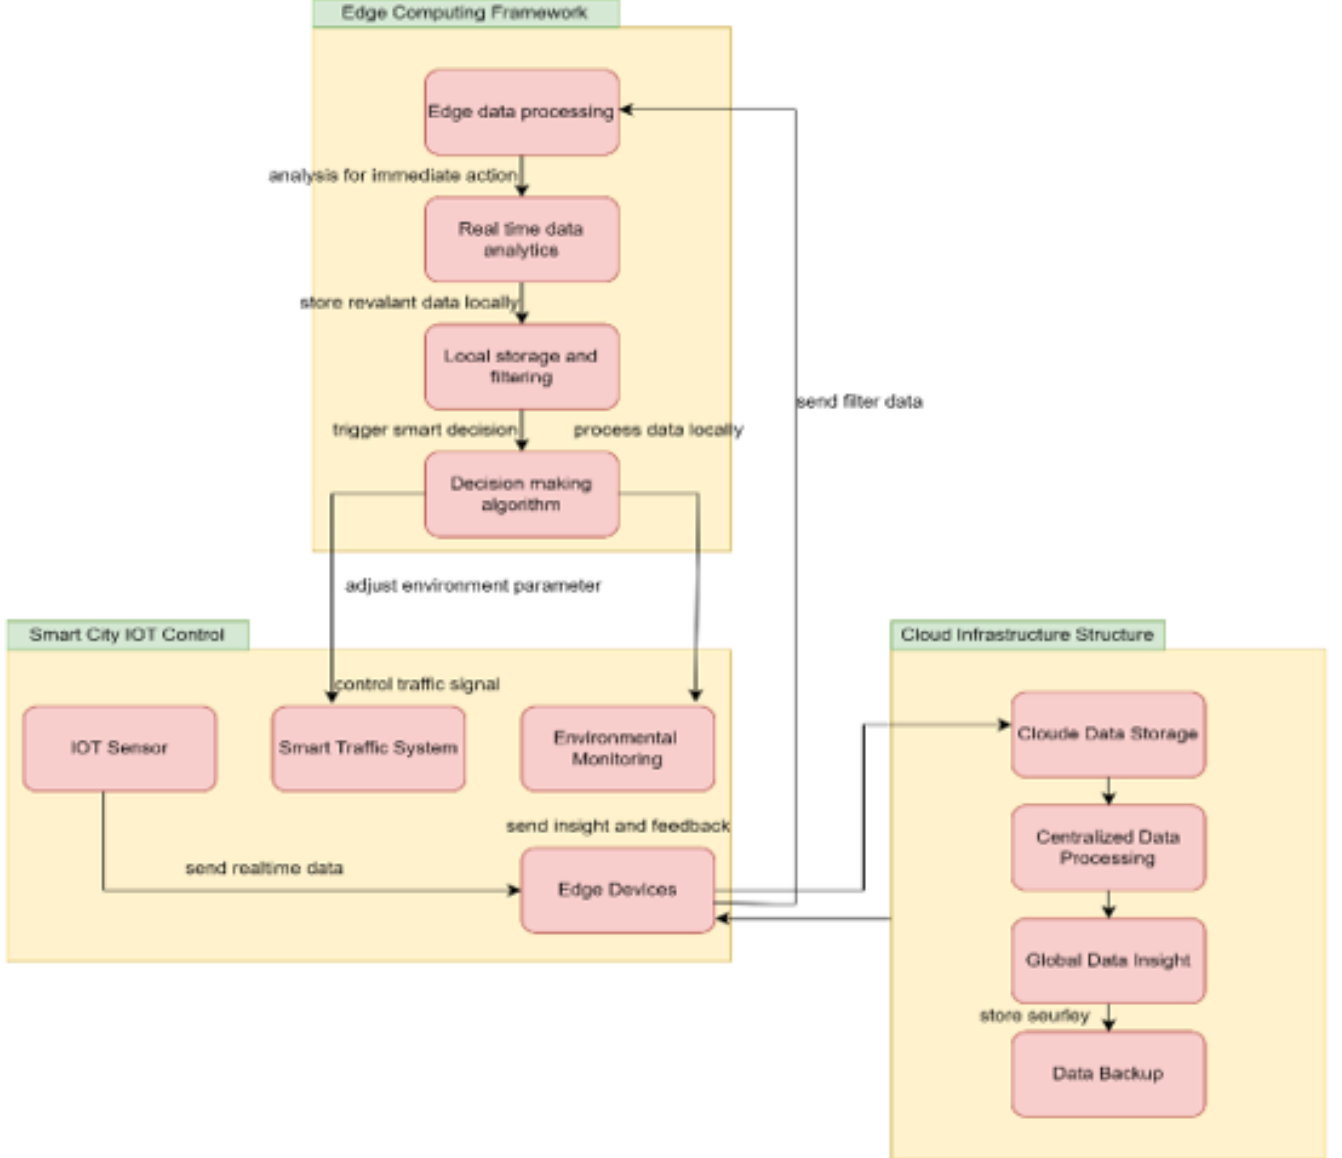 Edge Computing Framework
Edge data processing
analysis for immediate action
Real time data
analytics
store revalant data locally
Local storage and
filtering
send filter data
trigger smart decision
process data locally
Decision making
algorithm
adjust environment parameter
Smart City IOT Control
Cloud Infrastructure Structure
control traffic signal
IOT Sensor
Smart Traffic System
Environmental
Monitoring
send insight and feedback
send realtime data
Edge Devices
Cloude Data Storage
Centralized Data
Processing
Global Data Insight
store seurley
Data Backup